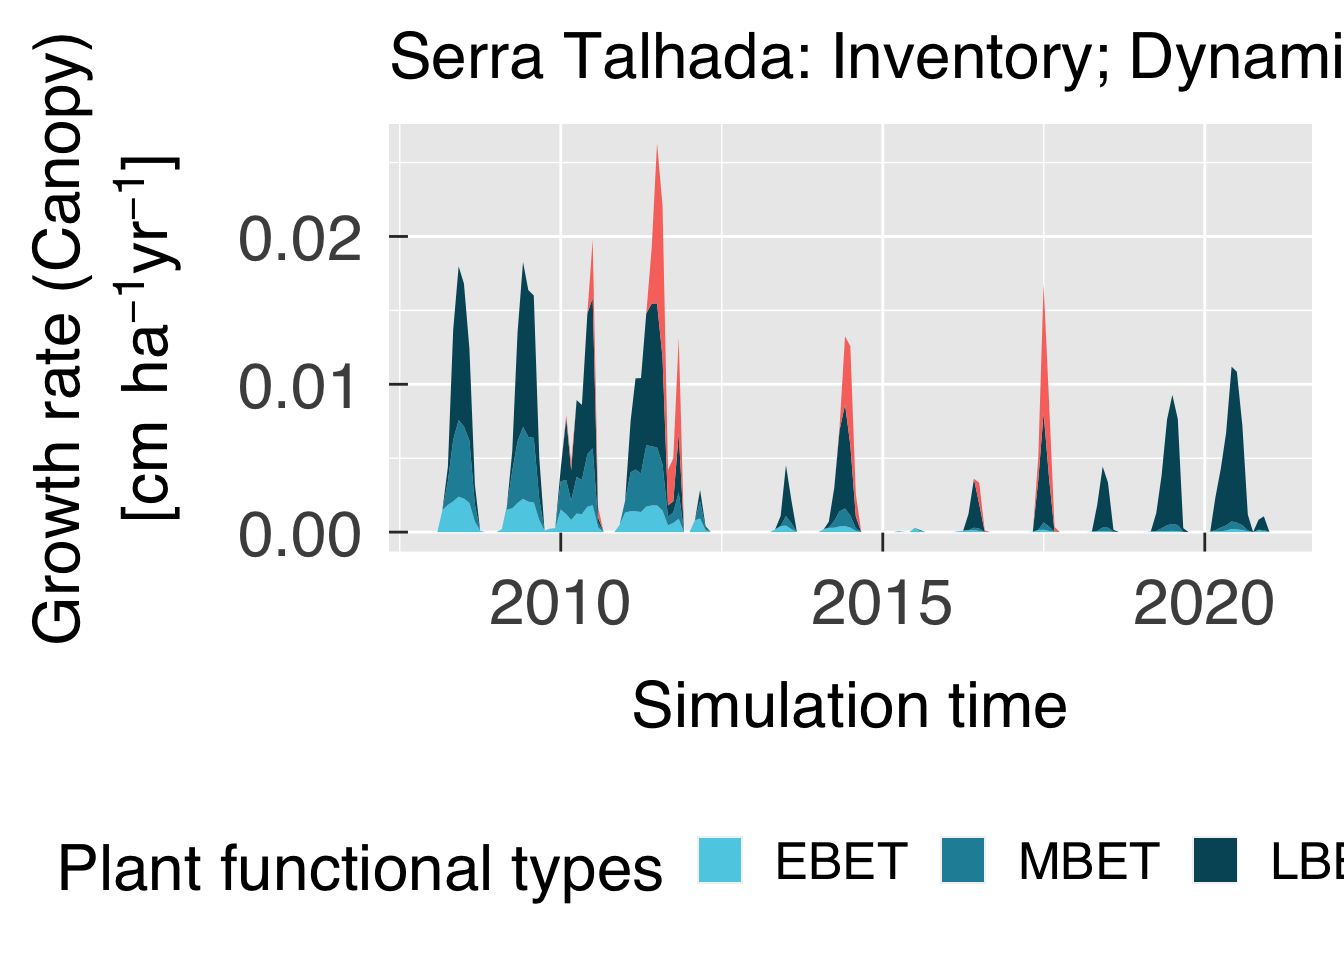 Serra Talhada: Inventory; Dynami
Growth rate (Canopy)
[cm ha⁻¹yr⁻¹]
0.02
0.01
0.00
2010 2015 2020
Simulation time
Plant functional types EBET MBET LBE